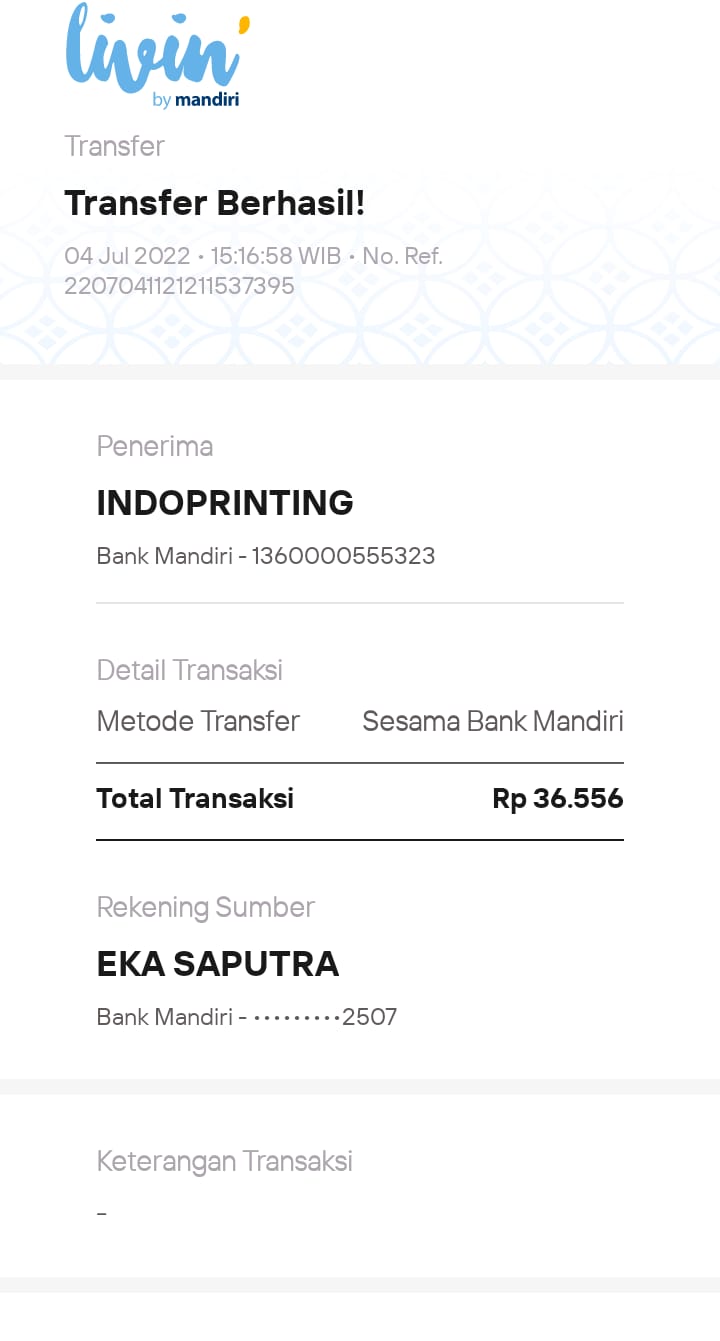 livin'
by mandiri
Transfer
Transfer Berhasil!
04 Jul 2022 • 15:16:58 WIB • No. Ref.
2207041121211537395
Penerima
INDOPRINTING
Bank Mandiri - 1360000555323
Detail Transaksi
Metode Transfer Sesama Bank Mandiri
Total Transaksi Rp 36.556
Rekening Sumber
EKA SAPUTRA
Bank Mandiri - •••••••••2507
Keterangan Transaksi
-